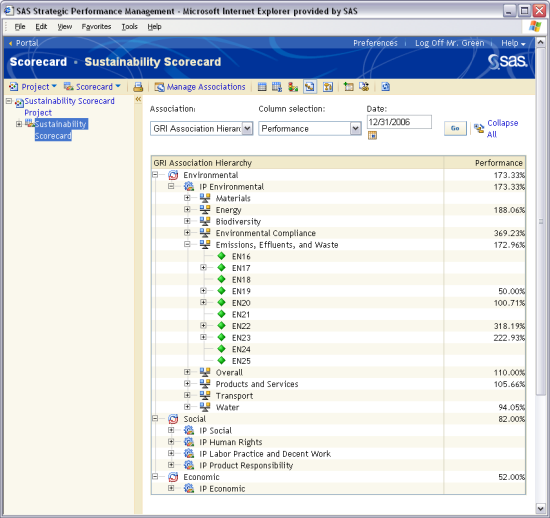 SAS Strategic Performance Management - Microsoft Internet Explorer provided by SAS
File Edit View Favorites Tools Help
Portal Preferences Log Off Mr. Green Help
Scorecard • Sustainability Scorecard sas
Project Scorecard Manage Associations
Sustainability Scorecard
Project
Sustainability
Scorecard
Association: Column selection: Date:
GRI Association Hierarc Performance 12/31/2006 Go Collapse
All
GRI Association Hierarchy Performance
Environmental 173.33%
IP Environmental 173.33%
Materials
Energy 188.06%
Biodiversity
Environmental Compliance 369.23%
Emissions, Effluents, and Waste 172.96%
EN16
EN17
EN18
EN19 50.00%
EN20 100.71%
EN21
EN22 318.19%
EN23 222.93%
EN24
EN25
Overall 110.00%
Products and Services 105.66%
Transport
Water 94.05%
Social 82.00%
IP Social
IP Human Rights
IP Labor Practice and Decent Work
IP Product Responsibility
Economic 52.00%
IP Economic